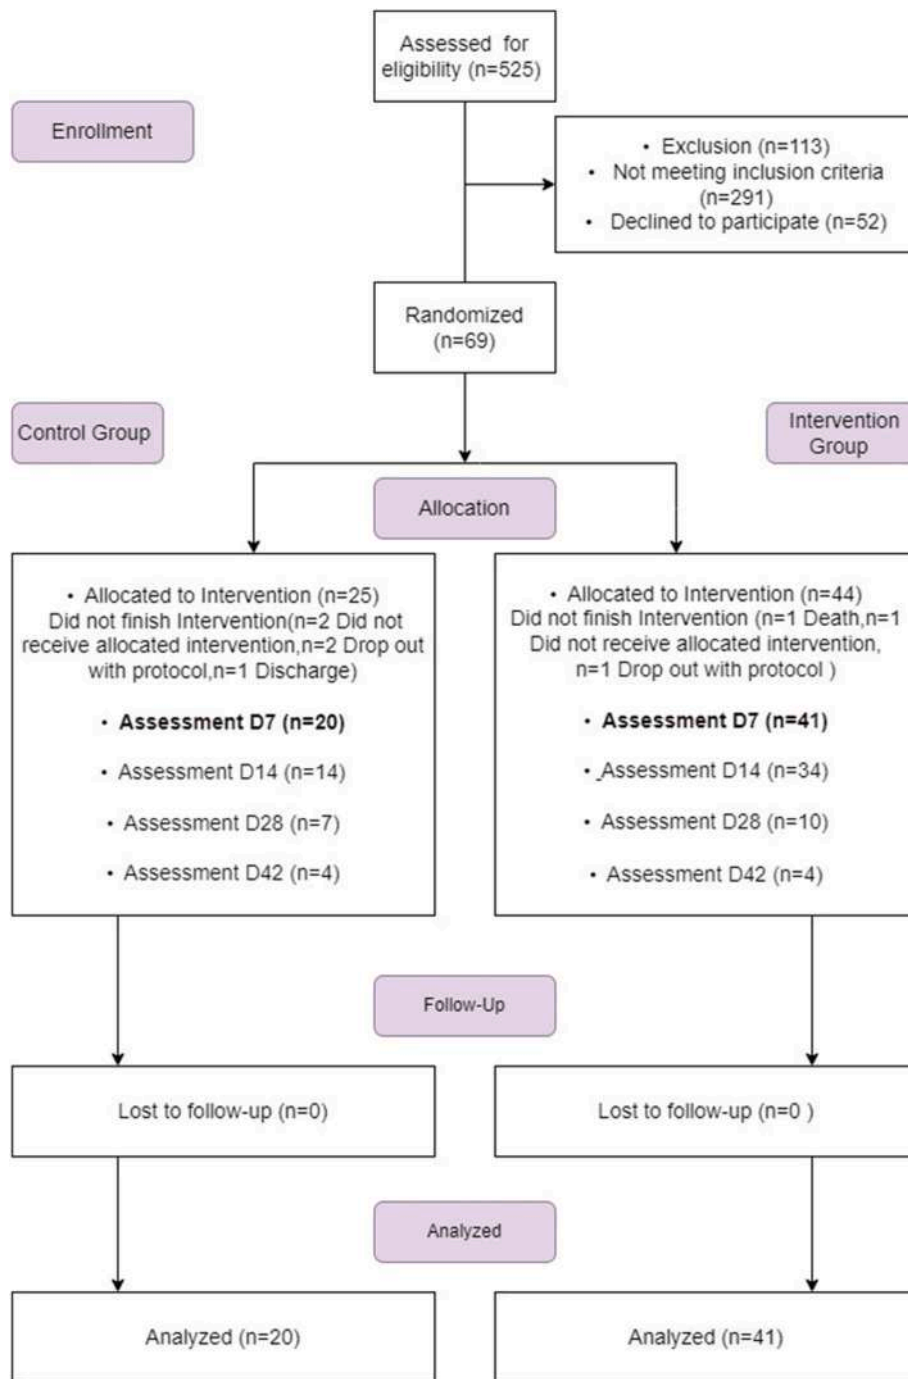 Assessed for
eligibility (n=525)
Enrollment
• Exclusion (n=113)
• Not meeting inclusion criteria
(n=291)
• Declined to participate (n=52)
Randomized
(n=69)
Control Group
Intervention
Group
Allocation
• Allocated to Intervention (n=25)
Did not finish Intervention(n=2 Did not
receive allocated intervention,n=2 Drop out
with protocol,n=1 Discharge)
• Assessment D7 (n=20)
• Assessment D14 (n=14)
• Assessment D28 (n=7)
• Assessment D42 (n=4)
• Allocated to Intervention (n=44)
Did not finish Intervention (n=1 Death,n=1
Did not receive allocated intervention,
n=1 Drop out with protocol )
• Assessment D7 (n=41)
• Assessment D14 (n=34)
• Assessment D28 (n=10)
• Assessment D42 (n=4)
Follow-Up
Lost to follow-up (n=0)
Lost to follow-up (n=0 )
Analyzed
Analyzed (n=20)
Analyzed (n=41)